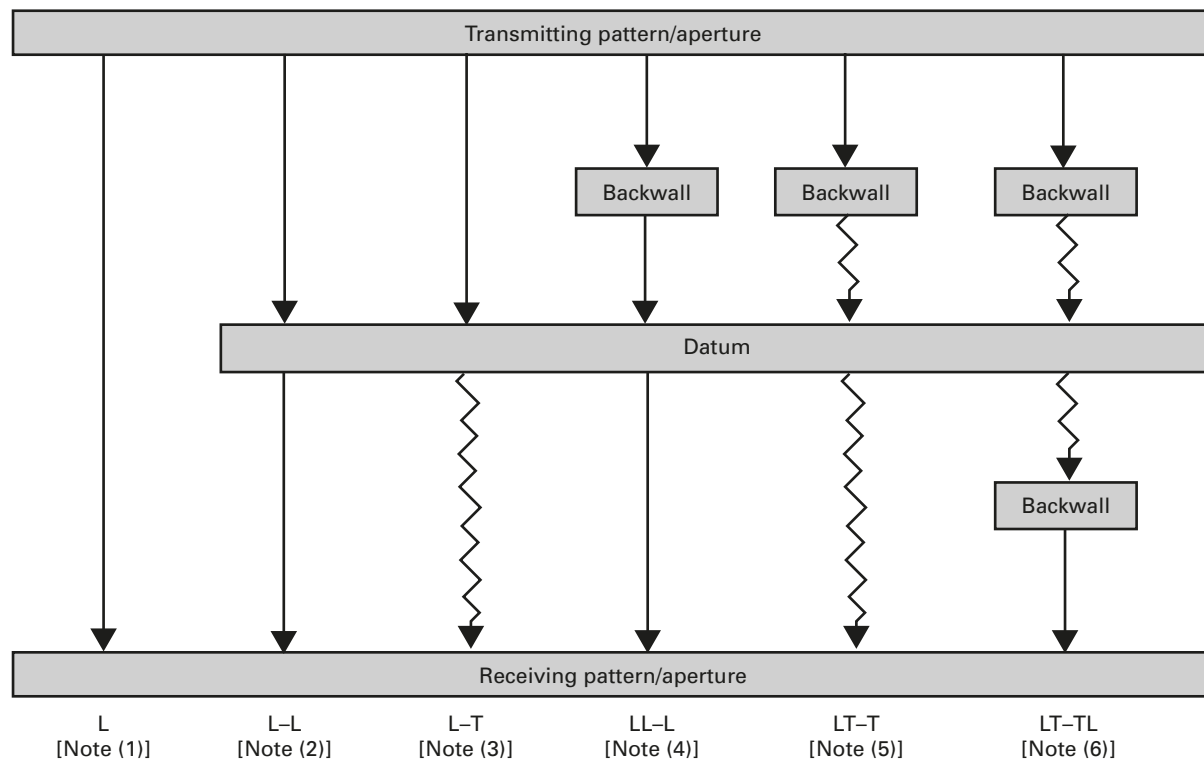 Transmitting pattern/aperture
Backwall
Backwall
Backwall
Datum
Backwall
Receiving pattern/aperture
L
[Note (1)]
L–L
[Note (2)]
L–T
[Note (3)]
LL–L
[Note (4)]
LT–T
[Note (5)]
LT–TL
[Note (6)]